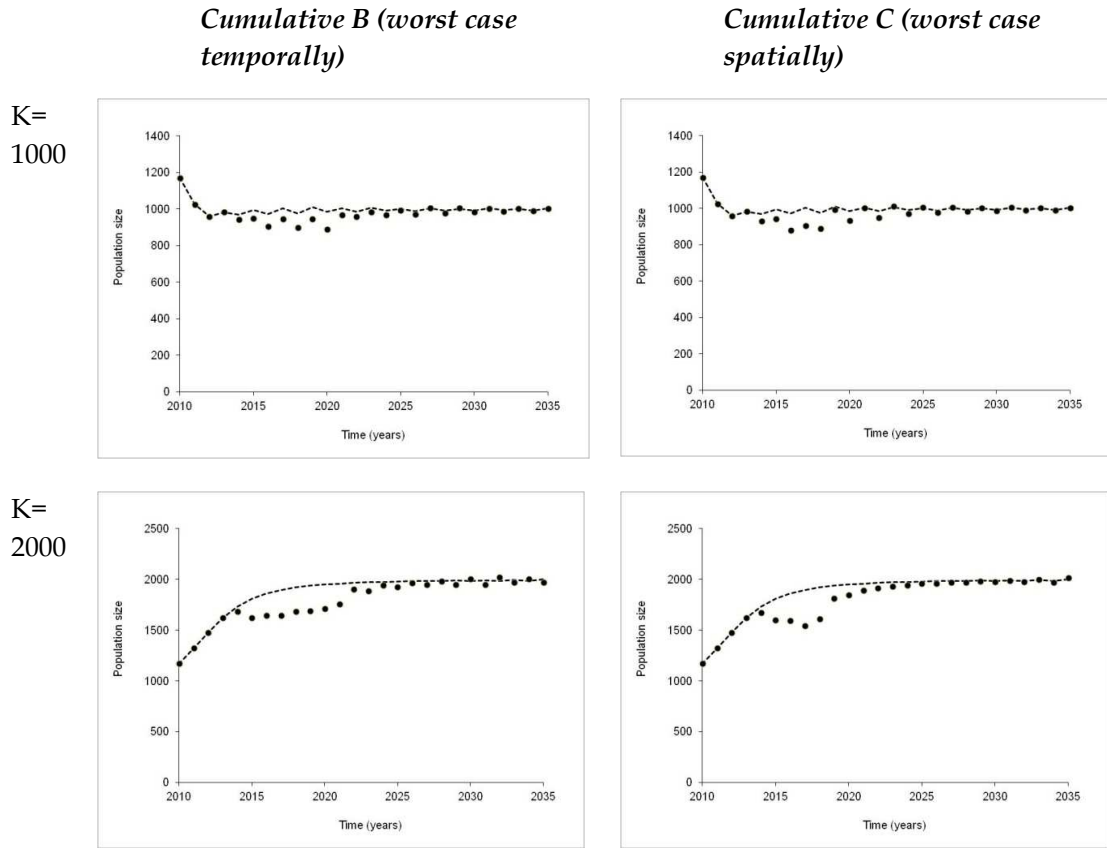 Cumulative B (worst case
temporally)
Cumulative C (worst case
spatially)
K=
1000
1400
1200
1000
800
600
400
200
0
Population size
2010 2015 2020 2025 2030 2035
Time (years)
1400
1200
1000
800
600
400
200
0
Population size
2010 2015 2020 2025 2030 2035
Time (years)
K=
2000
2500
2000
1500
1000
500
0
Population size
2010 2015 2020 2025 2030 2035
Time (years)
2500
2000
1500
1000
500
0
Population size
2010 2015 2020 2025 2030 2035
Time (years)